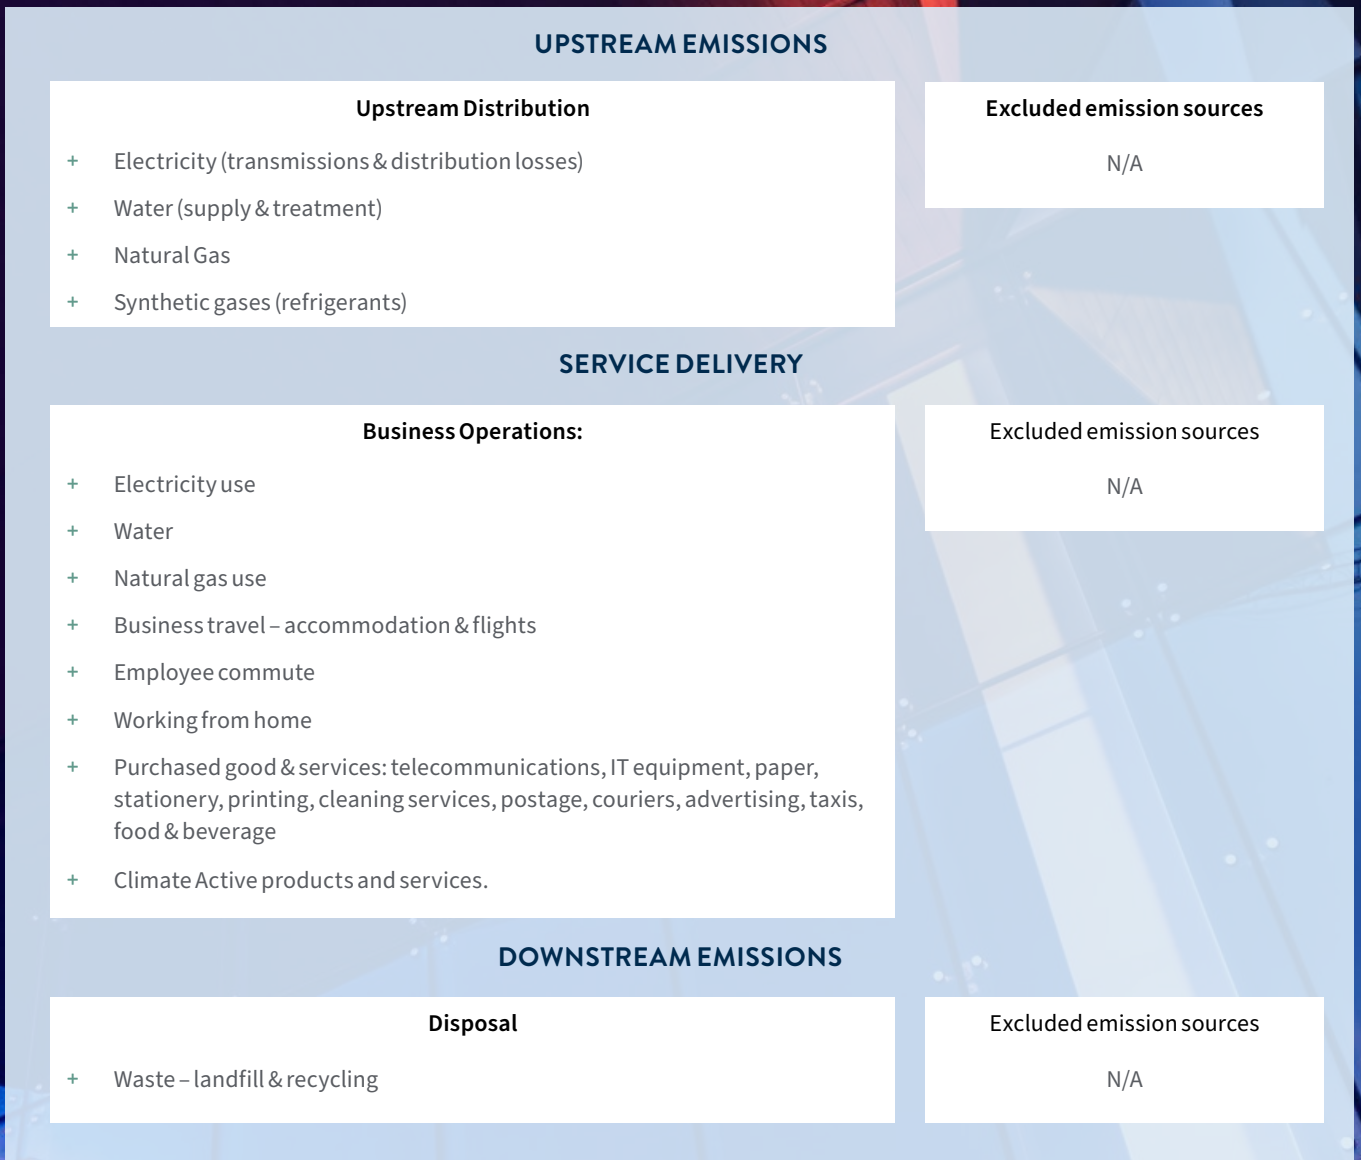 UPSTREAM EMISSIONS
Upstream Distribution
+ Electricity (transmissions & distribution losses)
+ Water (supply & treatment)
+ Natural Gas
+ Synthetic gases (refrigerants)
Excluded emission sources
N/A
SERVICE DELIVERY
Business Operations:
+ Electricity use
+ Water
+ Natural gas use
+ Business travel – accommodation & flights
+ Employee commute
+ Working from home
+ Purchased good & services: telecommunications, IT equipment, paper,
stationery, printing, cleaning services, postage, couriers, advertising, taxis,
food & beverage
+ Climate Active products and services.
Excluded emission sources
N/A
DOWNSTREAM EMISSIONS
Disposal
+ Waste – landfill & recycling
Excluded emission sources
N/A